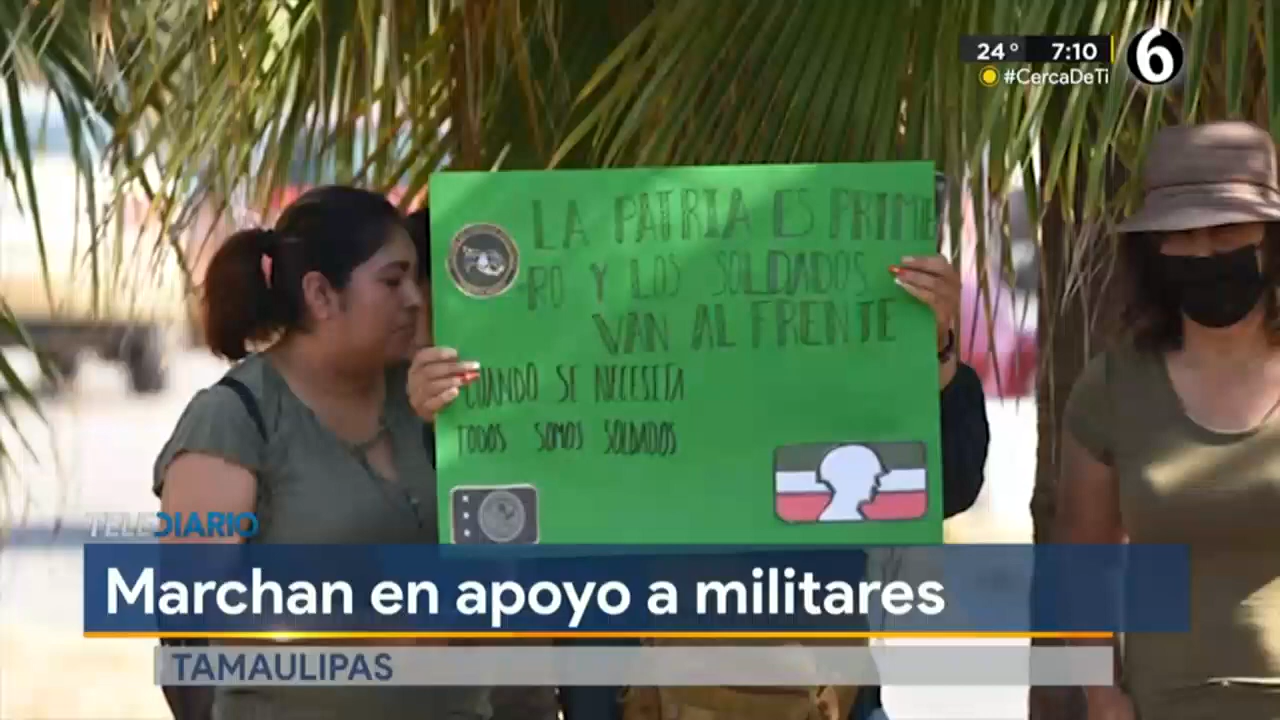 24° 7:10
#CercaDeTi
6
LA PATRIA ES PRIME
RO Y LOS SOLDADOS
VAN AL FRENTE
CUANDO SE NECESITA
TODOS SOMOS SOLDADOS
TELEDIARIO
Marchan en apoyo a militares
TAMAULIPAS